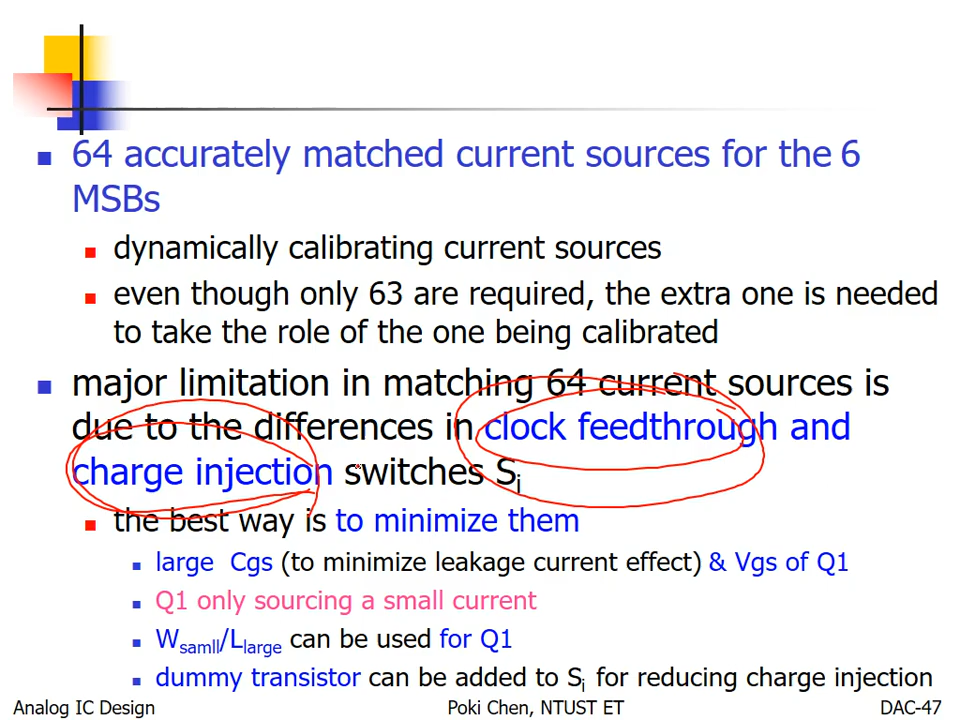 64 accurately matched current sources for the 6
MSBs
dynamically calibrating current sources
even though only 63 are required, the extra one is needed
to take the role of the one being calibrated
major limitation in matching 64 current sources is
due to the differences in clock feedthrough and
charge injection switches Si
the best way is to minimize them
large Cgs (to minimize leakage current effect) & Vgs of Q1
Q1 only sourcing a small current
Wsamll/Llarge can be used for Q1
dummy transistor can be added to Si for reducing charge injection
Analog IC Design Poki Chen, NTUST ET DAC-47